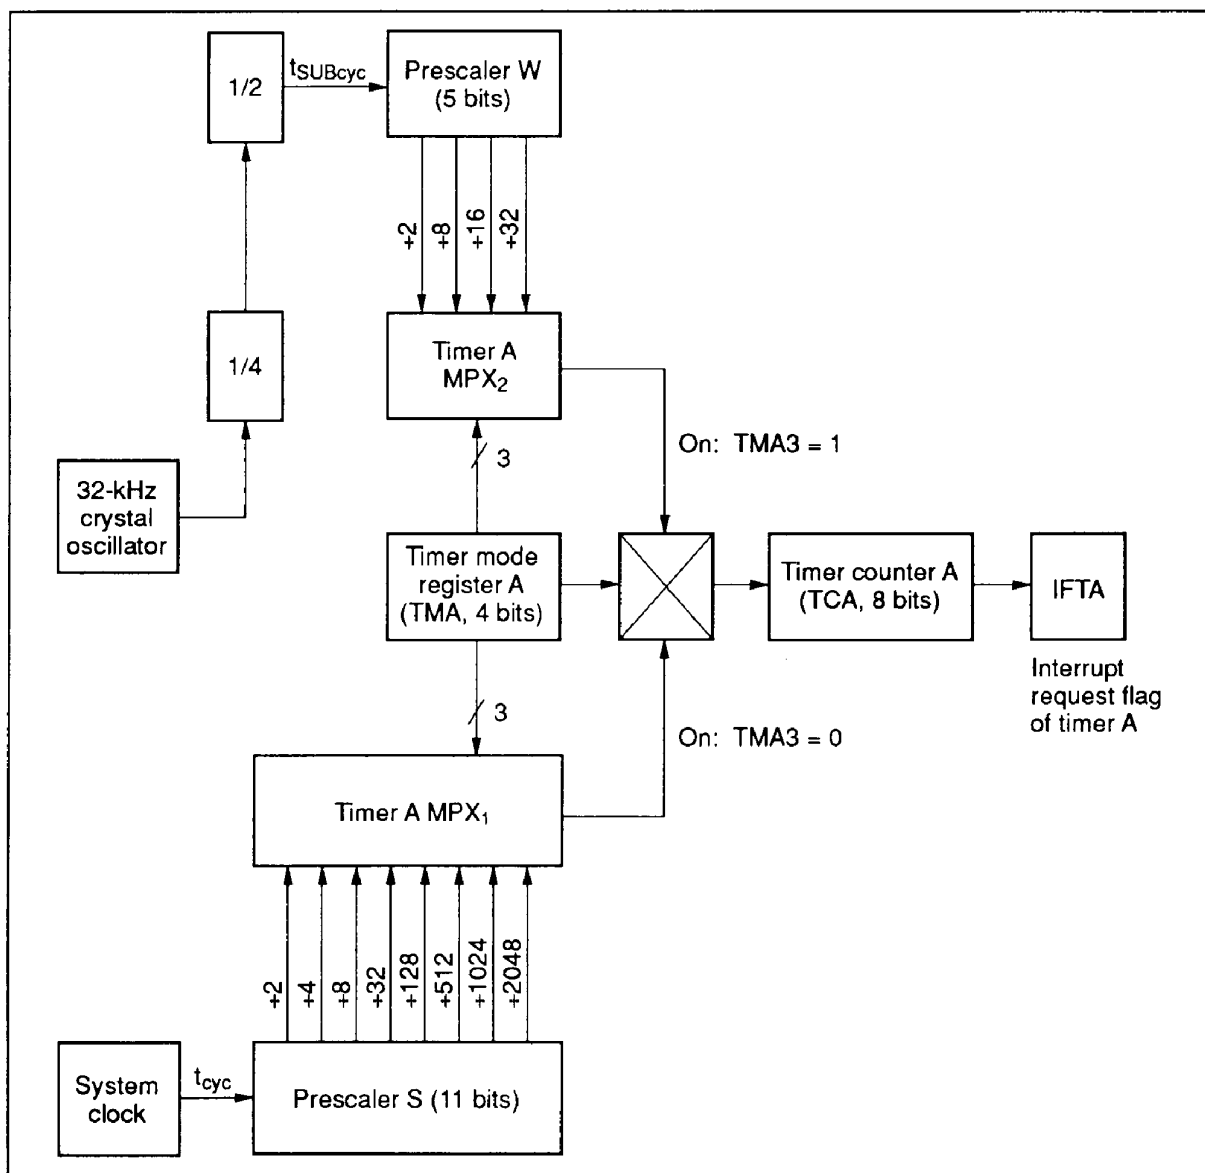 1/2
tSUBcyc
Prescaler W
(5 bits)
+2
+8
+16
+32
1/4
Timer A
MPX2
3
On: TMA3 = 1
32-kHz
crystal
oscillator
Timer mode
register A
(TMA, 4 bits)
Timer counter A
(TCA, 8 bits)
IFTA
Interrupt
request flag
of timer A
3
On: TMA3 = 0
Timer A MPX1
+2
+4
+8
+32
+128
+512
+1024
+2048
System
clock
tcyc
Prescaler S (11 bits)